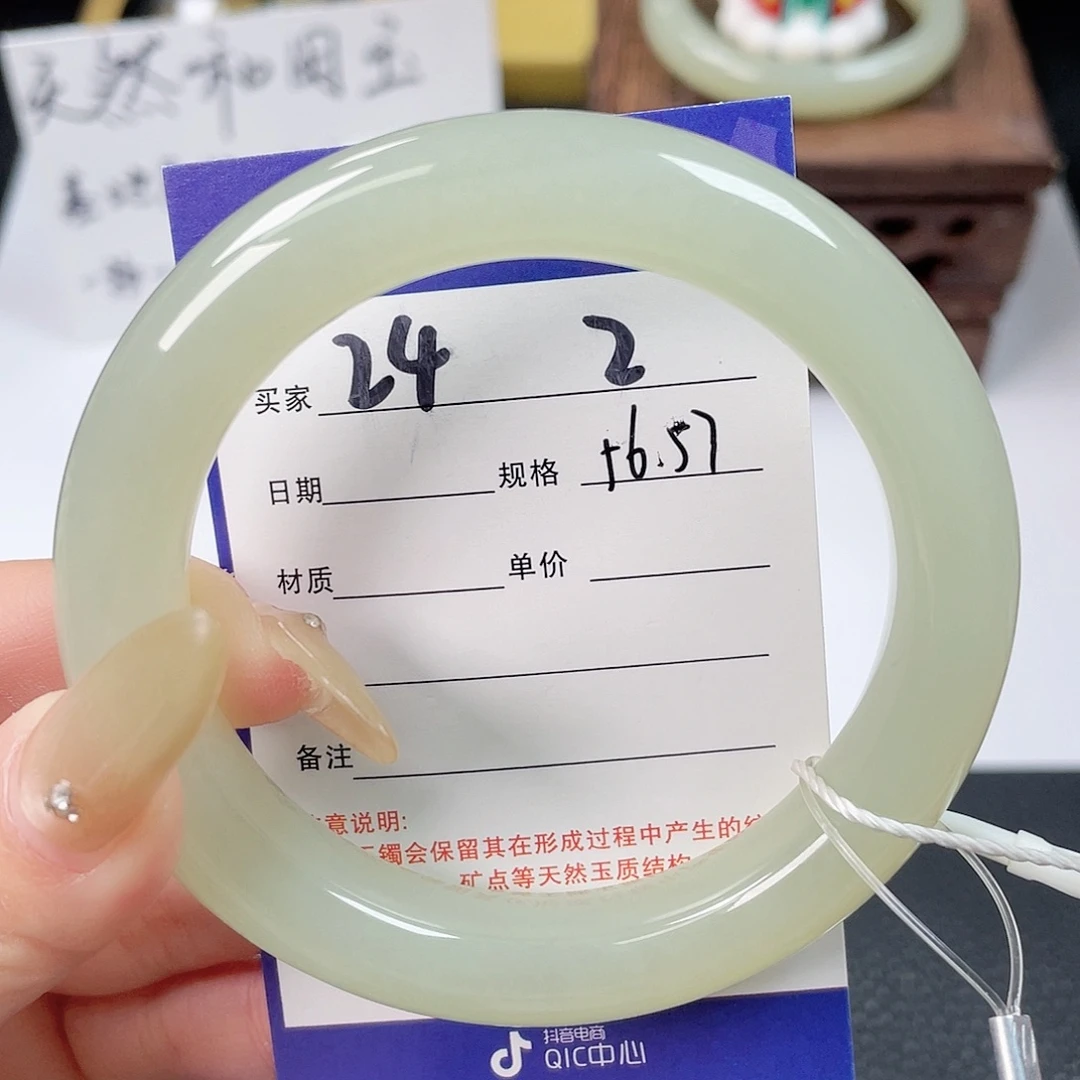 天然和田玉
买家 24 2
日期 规格 +6.57
材质 单价
备注
意说明:
玉镯会保留其在形成过程中产生的
矿点等天然玉质结构
抖音电商
QIC中心